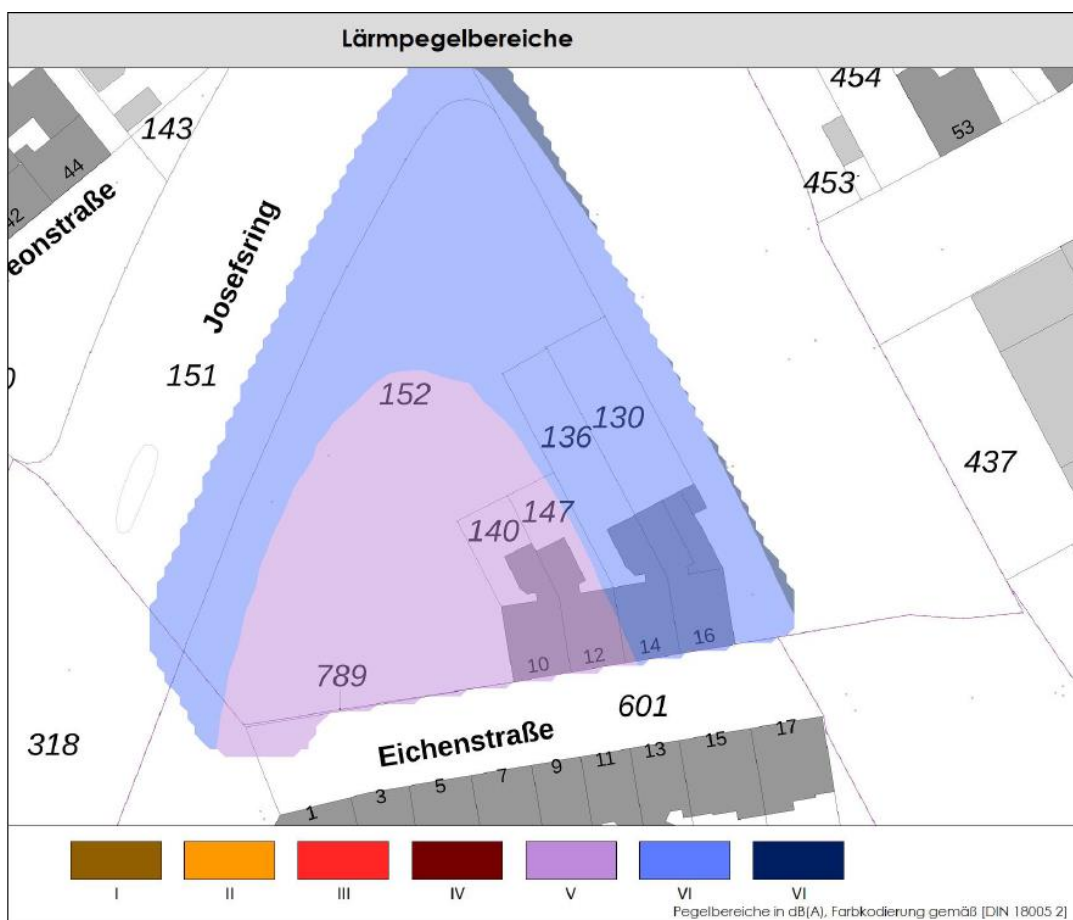 Lärmpegelbereiche
454
143
53
44
453
42
eonstraße
Josefsring
151
152
130
136
437
147
140
14
16
10
12
789
601
318
Eichenstraße
17
15
13
11
9
7
5
3
1
I
II
III
IV
V
VI
VI
Pegelbereiche in dB(A), Farbkodierung gemäß [DIN 18005 2]